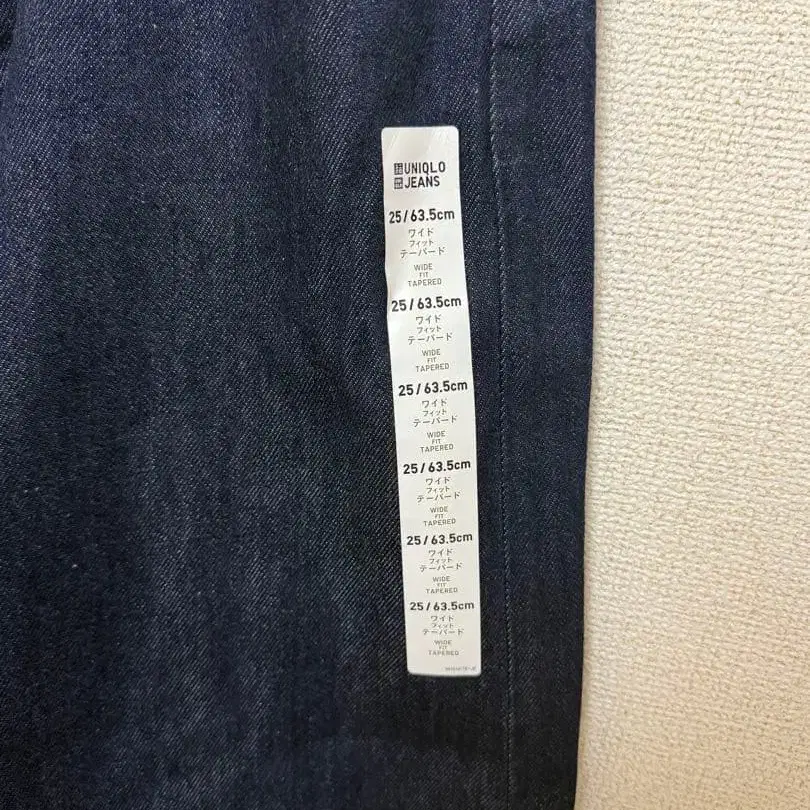 UNIQLO
JEANS
25/63.5cm
ワイド
フィット
テーパード
WIDE
FIT
TAPERED
25/63.5cm
ワイド
フィット
テーパード
WIDE
FIT
TAPERED
25/63.5cm
ワイド
フィット
テーパード
WIDE
FIT
TAPERED
25/63.5cm
ワイド
フィット
テーパード
WIDE
FIT
TAPERED
25/63.5cm
ワイド
フィット
テーパード
WIDE
FIT
TAPERED
25/63.5cm
ワイド
フィット
テーパード
WIDE
FIT
TAPERED